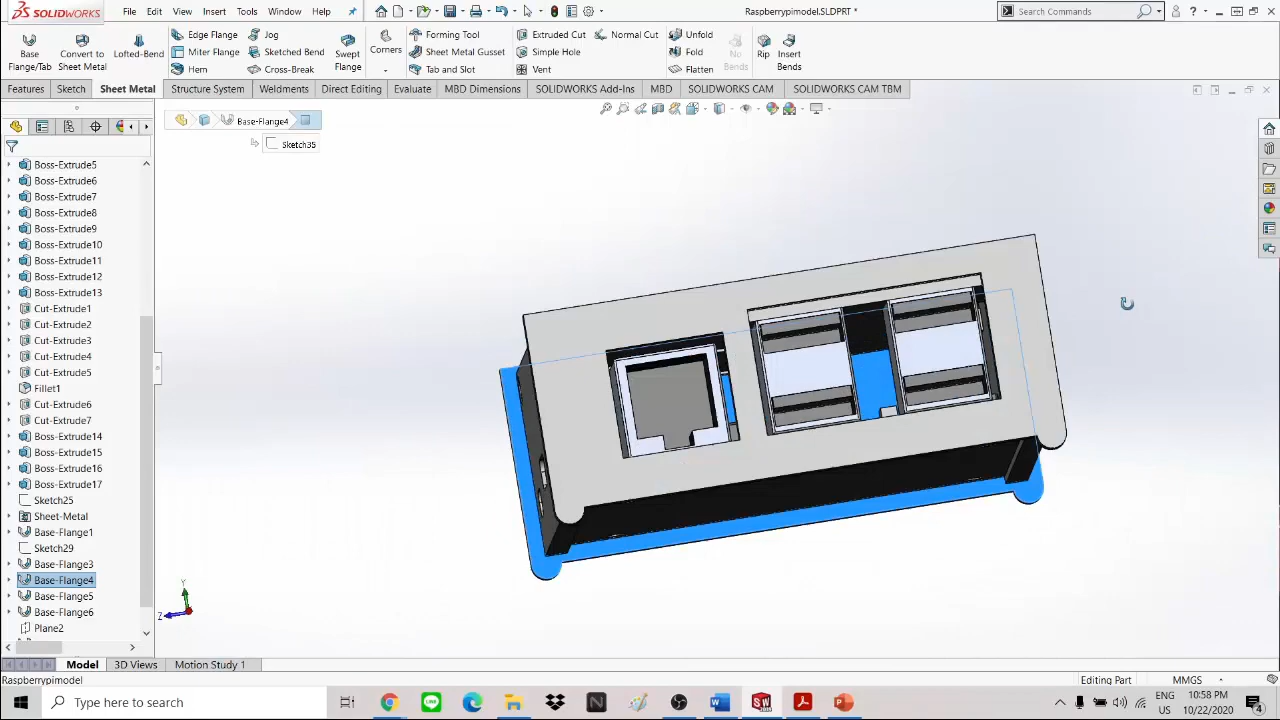 SOLIDWORKS File Edit View Insert Tools Window Help Raspberrypimodel.SLDPRT * Search Commands
Base Flange/Tab Convert to Sheet Metal Lofted-Bend Edge Flange Miter Flange Hem Jog Sketched Bend Cross-Break Swept Flange Corners Forming Tool Sheet Metal Gusset Tab and Slot Extruded Cut Simple Hole Vent Normal Cut Unfold Fold Flatten No Bends Rip Insert Bends
Features Sketch Sheet Metal Structure System Weldments Direct Editing Evaluate MBD Dimensions SOLIDWORKS Add-Ins MBD SOLIDWORKS CAM SOLIDWORKS CAM TBM
Base-Flange4
Sketch35
Boss-Extrude5
Boss-Extrude6
Boss-Extrude7
Boss-Extrude8
Boss-Extrude9
Boss-Extrude10
Boss-Extrude11
Boss-Extrude12
Boss-Extrude13
Cut-Extrude1
Cut-Extrude2
Cut-Extrude3
Cut-Extrude4
Cut-Extrude5
Fillet1
Cut-Extrude6
Cut-Extrude7
Boss-Extrude14
Boss-Extrude15
Boss-Extrude16
Boss-Extrude17
Sketch25
Sheet-Metal
Base-Flange1
Sketch29
Base-Flange3
Base-Flange4
Base-Flange5
Base-Flange6
Plane2
Y
Z
Model 3D Views Motion Study 1
Raspberrypimodel Editing Part MMGS
Type here to search ENG US 10:58 PM 10/22/2020 4